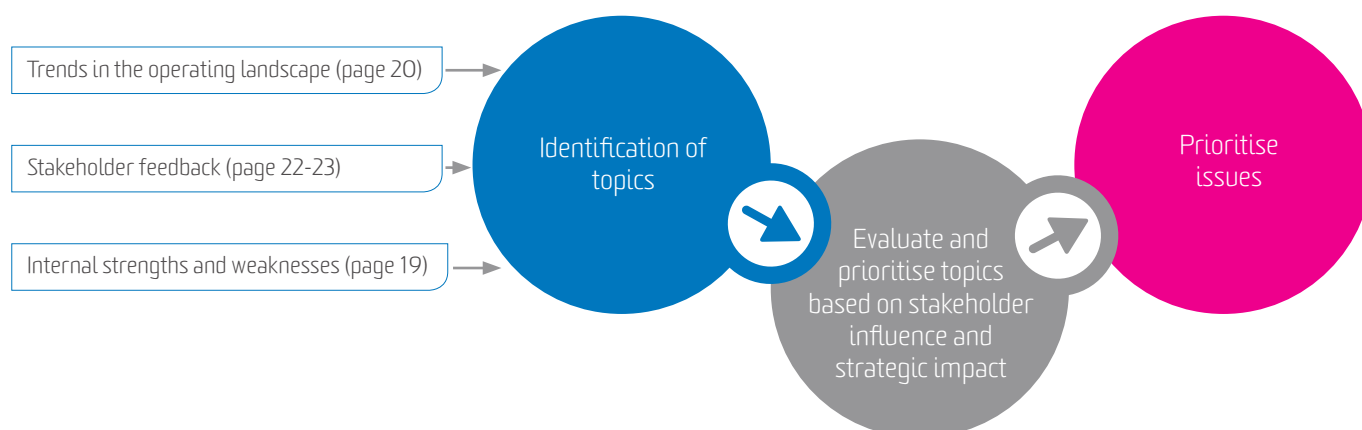 Trends in the operating landscape (page 20)
Stakeholder feedback (page 22-23)
Internal strengths and weaknesses (page 19)
Identification of
topics
Evaluate and
prioritise topics
based on stakeholder
influence and
strategic impact
Prioritise
issues